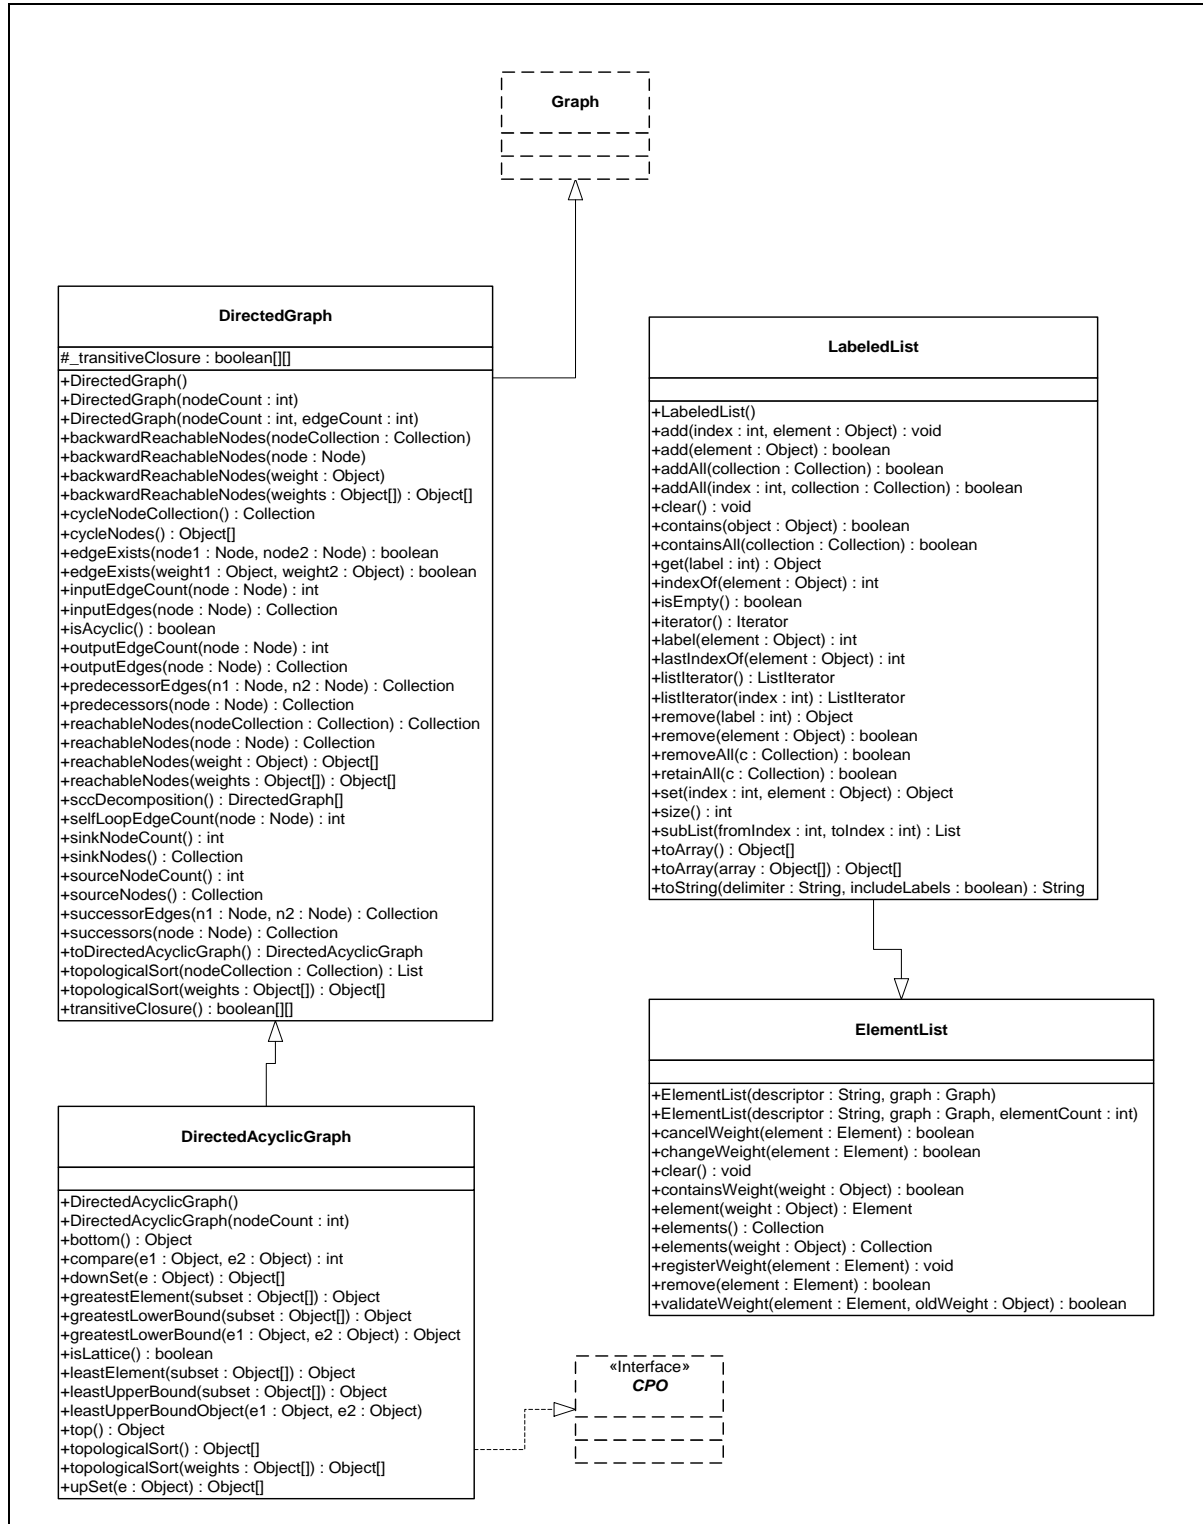 Graph
DirectedGraph
#_transitiveClosure : boolean[][]
+DirectedGraph()
+DirectedGraph(nodeCount : int)
+DirectedGraph(nodeCount : int, edgeCount : int)
+backwardReachableNodes(nodeCollection : Collection)
+backwardReachableNodes(node : Node)
+backwardReachableNodes(weight : Object)
+backwardReachableNodes(weights : Object[]) : Object[]
+cycleNodeCollection() : Collection
+cycleNodes() : Object[]
+edgeExists(node1 : Node, node2 : Node) : boolean
+edgeExists(weight1 : Object, weight2 : Object) : boolean
+inputEdgeCount(node : Node) : int
+inputEdges(node : Node) : Collection
+isAcyclic() : boolean
+outputEdgeCount(node : Node) : int
+outputEdges(node : Node) : Collection
+predecessorEdges(n1 : Node, n2 : Node) : Collection
+predecessors(node : Node) : Collection
+reachableNodes(nodeCollection : Collection) : Collection
+reachableNodes(node : Node) : Collection
+reachableNodes(weight : Object) : Object[]
+reachableNodes(weights : Object[]) : Object[]
+sccDecomposition() : DirectedGraph[]
+selfLoopEdgeCount(node : Node) : int
+sinkNodeCount() : int
+sinkNodes() : Collection
+sourceNodeCount() : int
+sourceNodes() : Collection
+successorEdges(n1 : Node, n2 : Node) : Collection
+successors(node : Node) : Collection
+toDirectedAcyclicGraph() : DirectedAcyclicGraph
+topologicalSort(nodeCollection : Collection) : List
+topologicalSort(weights : Object[]) : Object[]
+transitiveClosure() : boolean[][]
LabeledList
+LabeledList()
+add(index : int, element : Object) : void
+add(element : Object) : boolean
+addAll(collection : Collection) : boolean
+addAll(index : int, collection : Collection) : boolean
+clear() : void
+contains(object : Object) : boolean
+containsAll(collection : Collection) : boolean
+get(label : int) : Object
+indexOf(element : Object) : int
+isEmpty() : boolean
+iterator() : Iterator
+label(element : Object) : int
+lastIndexOf(element : Object) : int
+listIterator() : ListIterator
+listIterator(index : int) : ListIterator
+remove(label : int) : Object
+remove(element : Object) : boolean
+removeAll(c : Collection) : boolean
+retainAll(c : Collection) : boolean
+set(index : int, element : Object) : Object
+size() : int
+subList(fromIndex : int, toIndex : int) : List
+toArray() : Object[]
+toArray(array : Object[]) : Object[]
+toString(delimiter : String, includeLabels : boolean) : String
ElementList
+ElementList(descriptor : String, graph : Graph)
+ElementList(descriptor : String, graph : Graph, elementCount : int)
+cancelWeight(element : Element) : boolean
+changeWeight(element : Element) : boolean
+clear() : void
+containsWeight(weight : Object) : boolean
+element(weight : Object) : Element
+elements() : Collection
+elements(weight : Object) : Collection
+registerWeight(element : Element) : void
+remove(element : Element) : boolean
+validateWeight(element : Element, oldWeight : Object) : boolean
DirectedAcyclicGraph
+DirectedAcyclicGraph()
+DirectedAcyclicGraph(nodeCount : int)
+bottom() : Object
+compare(e1 : Object, e2 : Object) : int
+downSet(e : Object) : Object[]
+greatestElement(subset : Object[]) : Object
+greatestLowerBound(subset : Object[]) : Object
+greatestLowerBound(e1 : Object, e2 : Object) : Object
+isLattice() : boolean
+leastElement(subset : Object[]) : Object
+leastUpperBound(subset : Object[]) : Object
+leastUpperBoundObject(e1 : Object, e2 : Object)
+top() : Object
+topologicalSort() : Object[]
+topologicalSort(weights : Object[]) : Object[]
+upSet(e : Object) : Object[]
«Interface»
CPO